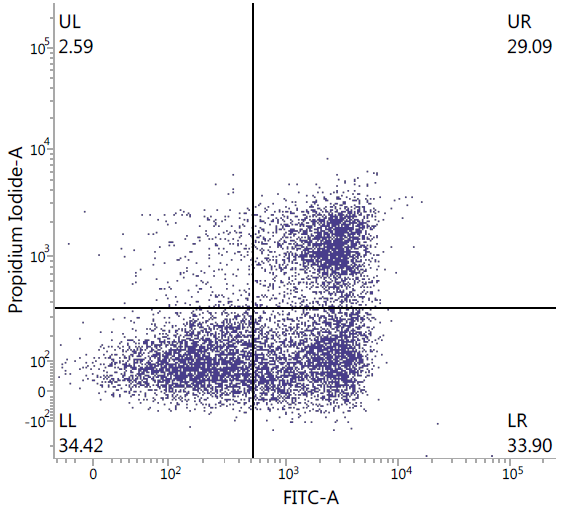 UL
2.59
UR
29.09
10^5
10^4
10^3
10^2
0
-10^2
Propidium Iodide-A
LL
34.42
LR
33.90
0 10^2 10^3 10^4 10^5
FITC-A